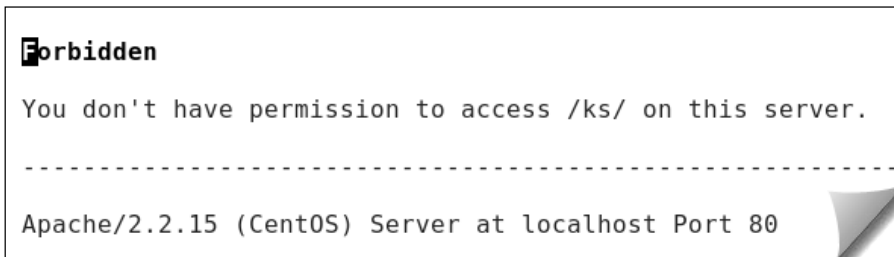 Forbidden
You don't have permission to access /ks/ on this server.
--------------------------------------------------------
Apache/2.2.15 (CentOS) Server at localhost Port 80